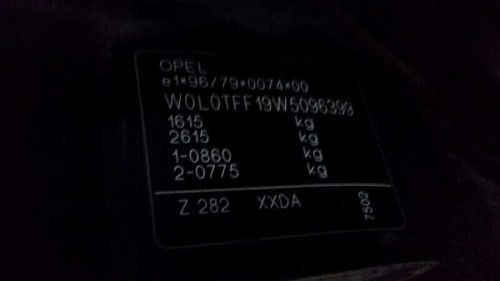 OPEL
e1*96/79*0074*00
W0L0TFF19W5096399
1615 kg
2615 kg
1-0860 kg
2-0775 kg
Z 282 XXDA
7502